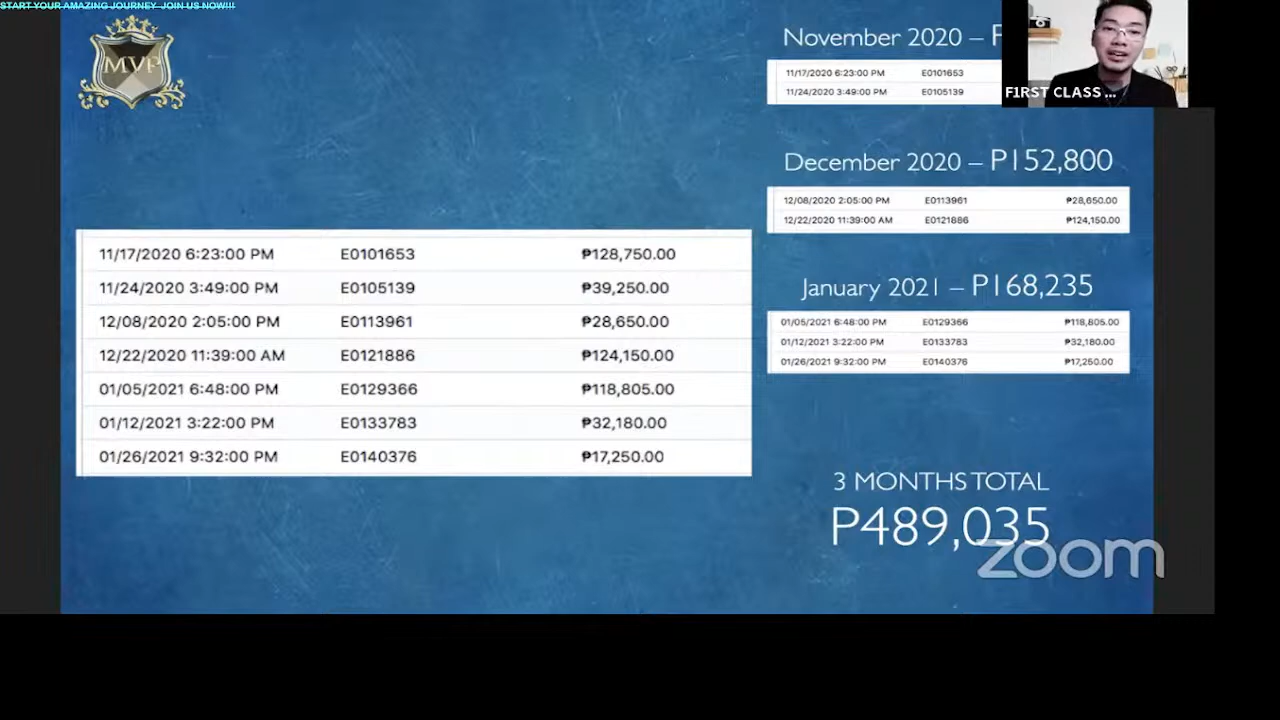 START YOUR AMAZING JOURNEY JOIN US NOW!!!
MVP
11/17/2020 6:23:00 PM E0101653 ₱128,750.00
11/24/2020 3:49:00 PM E0105139 ₱39,250.00
12/08/2020 2:05:00 PM E0113961 ₱28,650.00
12/22/2020 11:39:00 AM E0121886 ₱124,150.00
01/05/2021 6:48:00 PM E0129366 ₱118,805.00
01/12/2021 3:22:00 PM E0133783 ₱32,180.00
01/26/2021 9:32:00 PM E0140376 ₱17,250.00
November 2020 –
11/17/2020 6:23:00 PM E0101653
11/24/2020 3:49:00 PM E0105139
F1RST CLASS ...
December 2020 – P152,800
12/08/2020 2:05:00 PM E0113961 ₱28,650.00
12/22/2020 11:39:00 AM E0121886 ₱124,150.00
January 2021 – P168,235
01/05/2021 6:48:00 PM E0129366 ₱118,805.00
01/12/2021 3:22:00 PM E0133783 ₱32,180.00
01/26/2021 9:32:00 PM E0140376 ₱17,250.00
3 MONTHS TOTAL
P489,035
zoom